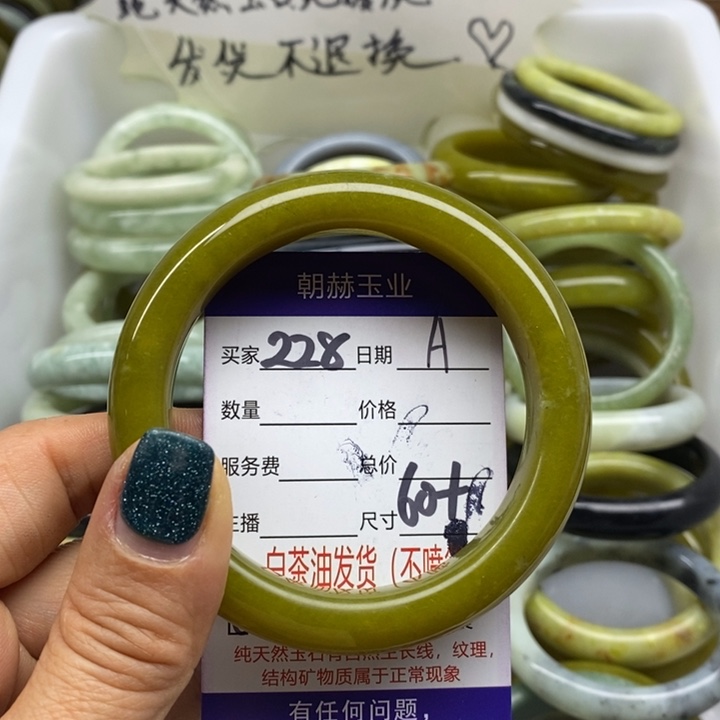 发货不退换
朝赫玉业
买家 228 日期 A
数量 价格
服务费 总价
主播 尺寸 60+
白茶油发货（不喷
纯天然玉石有自然生长线，纹理，
结构矿物质属于正常现象
有任何问题，